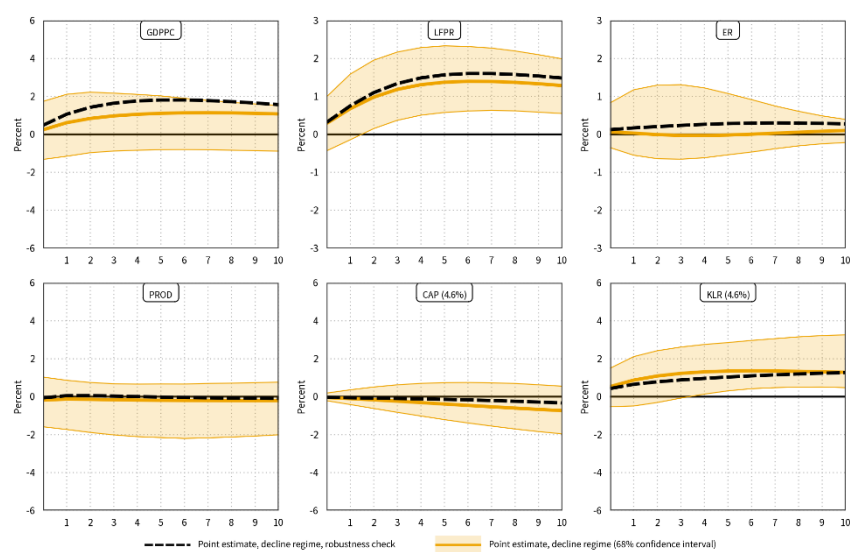 GDPPC
LFPR
ER
Percent
6
4
2
0
-2
-4
-6
1 2 3 4 5 6 7 8 9 10
Percent
3
2
1
0
-1
-2
-3
1 2 3 4 5 6 7 8 9 10
Percent
3
2
1
0
-1
-2
-3
1 2 3 4 5 6 7 8 9 10
PROD
CAP (4.6%)
KLR (4.6%)
Percent
6
4
2
0
-2
-4
-6
1 2 3 4 5 6 7 8 9 10
Percent
6
4
2
0
-2
-4
-6
1 2 3 4 5 6 7 8 9 10
Percent
6
4
2
0
-2
-4
-6
1 2 3 4 5 6 7 8 9 10
Point estimate, decline regime, robustness check
Point estimate, decline regime (68% confidence interval)